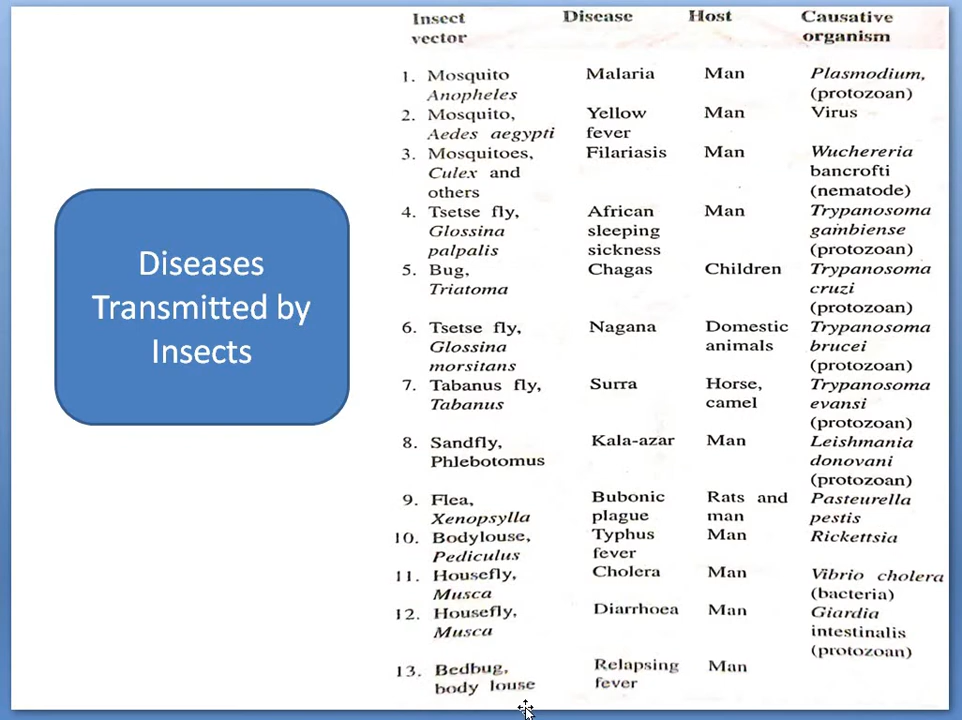 Diseases
Transmitted by
Insects
Insect Disease Host Causative
vector organism
1. Mosquito Malaria Man Plasmodium,
Anopheles (protozoan)
2. Mosquito, Yellow Man Virus
Aedes aegypti fever
3. Mosquitoes, Filariasis Man Wuchereria
Culex and bancrofti
others (nematode)
4. Tsetse fly, African Man Trypanosoma
Glossina sleeping gambiense
palpalis sickness (protozoan)
5. Bug, Chagas Children Trypanosoma
Triatoma cruzi
(protozoan)
6. Tsetse fly, Nagana Domestic Trypanosoma
Glossina animals brucei
morsitans (protozoan)
7. Tabanus fly, Surra Horse, Trypanosoma
Tabanus camel evansi
(protozoan)
8. Sandfly, Kala-azar Man Leishmania
Phlebotomus donovani
(protozoan)
9. Flea, Bubonic Rats and Pasteurella
Xenopsylla plague man pestis
10. Bodylouse, Typhus Man Rickettsia
Pediculus fever
11. Housefly, Cholera Man Vibrio cholera
Musca (bacteria)
12. Housefly, Diarrhoea Man Giardia
Musca intestinalis
(protozoan)
13. Bedbug, Relapsing Man
body louse fever